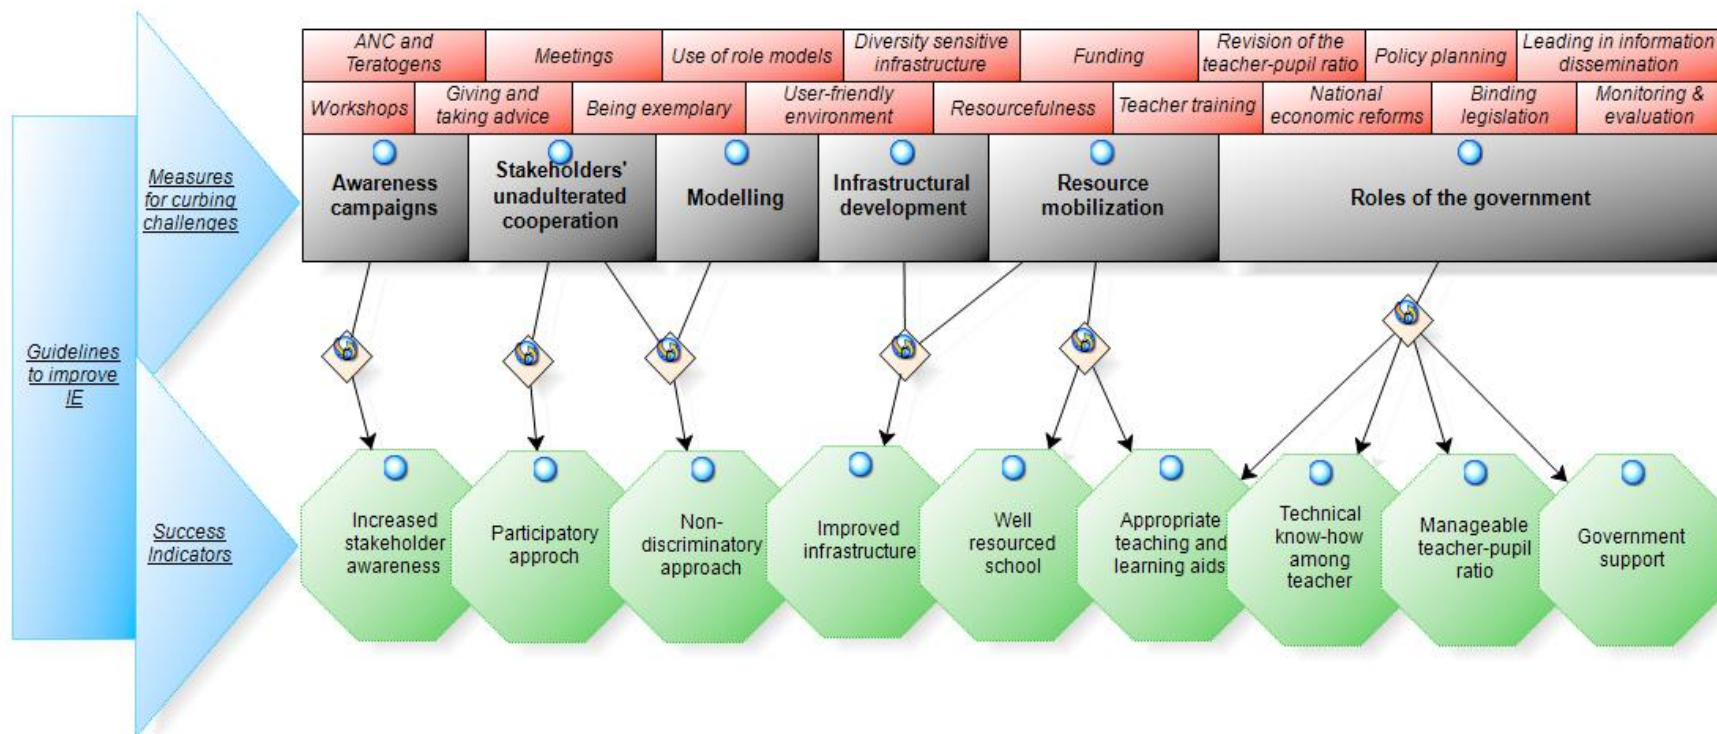 ANC and
Teratogens
Meetings
Use of role models
Diversity sensitive
infrastructure
Funding
Revision of the
teacher-pupil ratio
Policy planning
Leading in information
dissemination
Workshops
Giving and
taking advice
Being exemplary
User-friendly
environment
Resourcefulness
Teacher training
National
economic reforms
Binding
legislation
Monitoring &
evaluation
Measures
for curbing
challenges
Awareness
campaigns
Stakeholders'
unadulterated
cooperation
Modelling
Infrastructural
development
Resource
mobilization
Roles of the government
Guidelines
to improve
IE
Success
Indicators
Increased
stakeholder
awareness
Participatory
approch
Non-
discriminatory
approach
Improved
infrastructure
Well
resourced
school
Appropriate
teaching and
learning aids
Technical
know-how
among
teacher
Manageable
teacher-pupil
ratio
Government
support